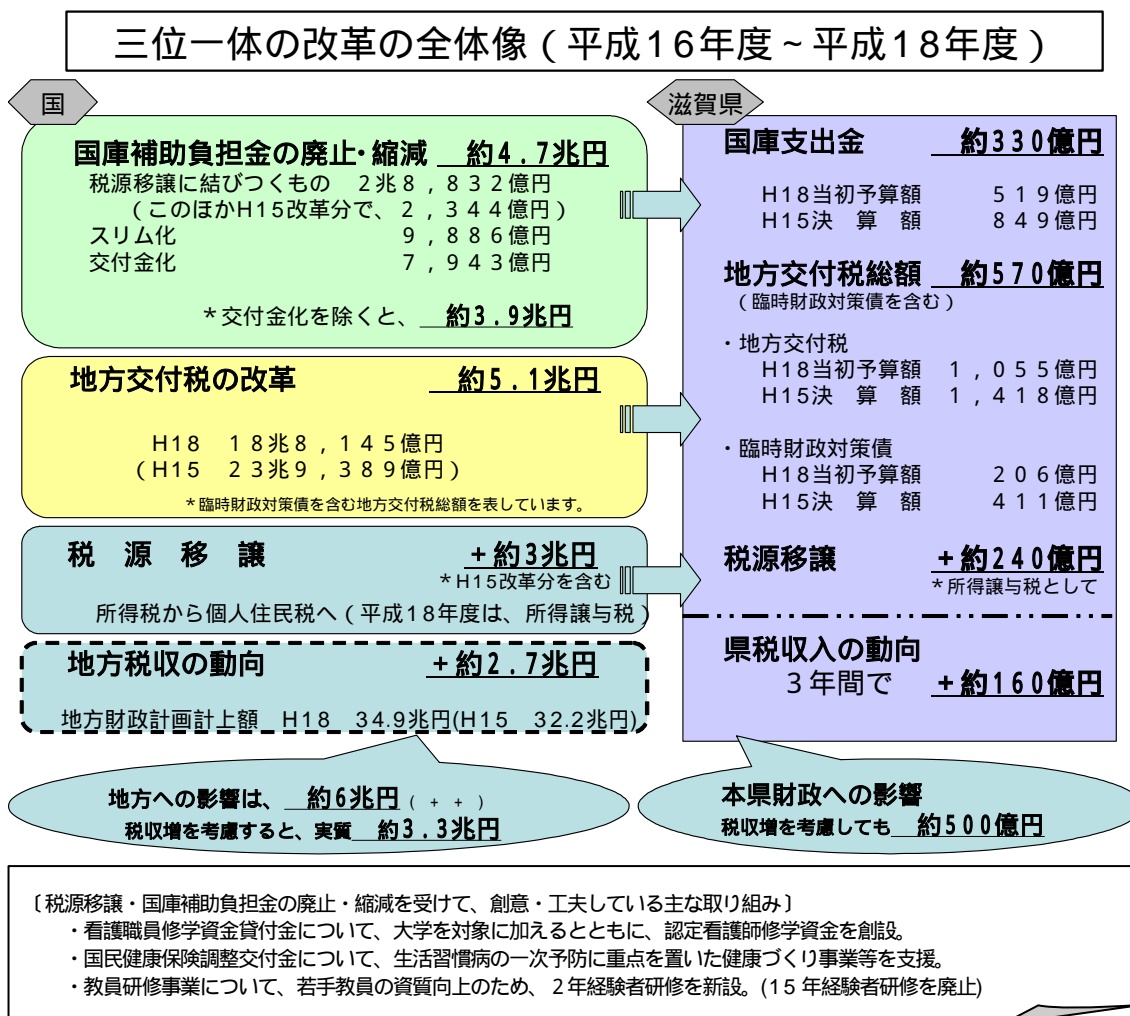 三位一体の改革の全体像(平成16年度~平成18年度)
国
国庫補助負担金の廃止・縮減 約4.7兆円
税源移譲に結びつくもの 2兆8,832億円
(このほかH15改革分で、2,344億円)
スリム化 9,886億円
交付金化 7,943億円
*交付金化を除くと、 約3.9兆円
地方交付税の改革 約5.1兆円
H18 18兆8,145億円
(H15 23兆9,389億円)
*臨時財政対策債を含む地方交付税総額を表しています。
税源移譲 +約3兆円
*H15改革分を含む
所得税から個人住民税へ(平成18年度は、所得譲与税)
地方税収の動向 +約2.7兆円
地方財政計画計上額 H18 34.9兆円(H15 32.2兆円)
地方への影響は、 約6兆円 ( + + )
税収増を考慮すると、実質 約3.3兆円
滋賀県
国庫支出金 約330億円
H18当初予算額 519億円
H15決算額 849億円
地方交付税総額 約570億円
(臨時財政対策債を含む)
・地方交付税
H18当初予算額 1,055億円
H15決算額 1,418億円
・臨時財政対策債
H18当初予算額 206億円
H15決算額 411億円
税源移譲 +約240億円
*所得譲与税として
県税収入の動向
3年間で +約160億円
本県財政への影響
税収増を考慮しても 約500億円
〔税源移譲・国庫補助負担金の廃止・縮減を受けて、創意・工夫している主な取り組み〕
・看護職員修学資金貸付金について、大学を対象に加えるとともに、認定看護師修学資金を創設。
・国民健康保険調整交付金について、生活習慣病の一次予防に重点を置いた健康づくり事業等を支援。
・教員研修事業について、若手教員の資質向上のため、2年経験者研修を新設。(15年経験者研修を廃止)